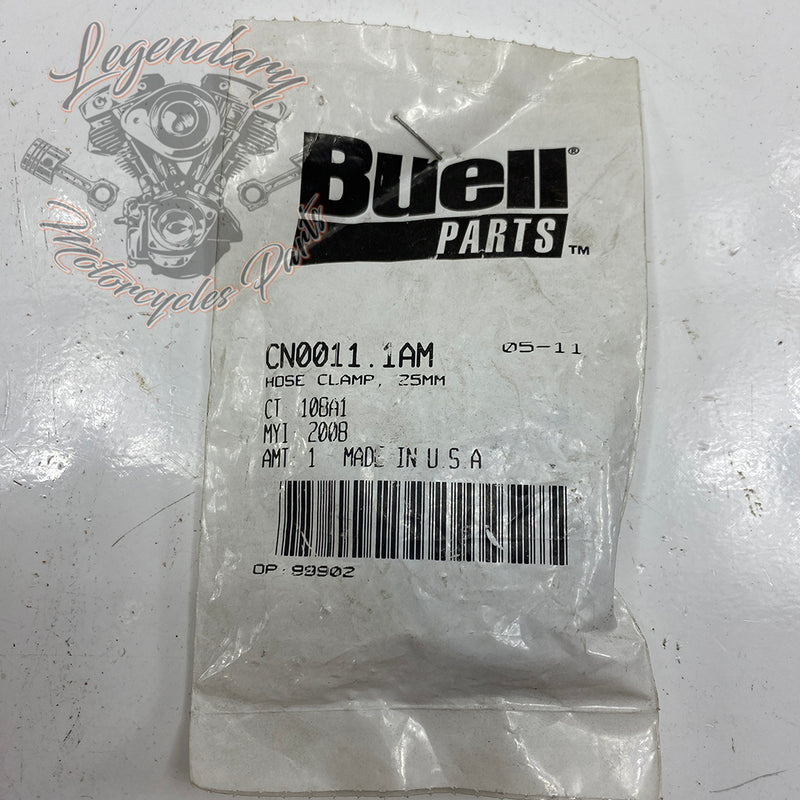 Legendary
Motorcycles Parts
Buell®
PARTS™
CN0011.1AM 05-11
HOSE CLAMP, 25MM
CT 108A1
MYI 2008
AMT 1 MADE IN U.S.A
OP:98902